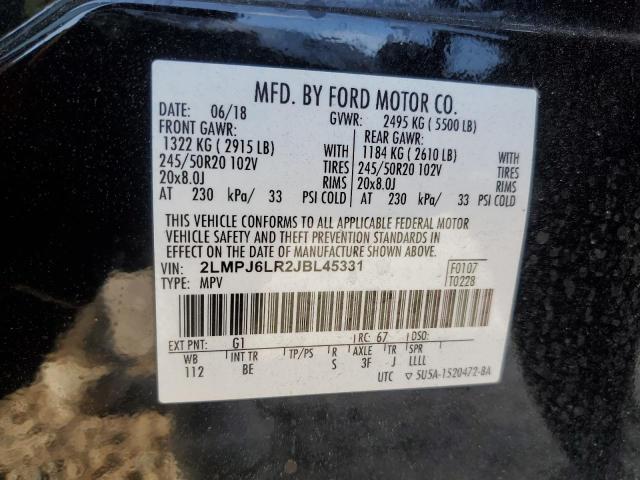 MFD. BY FORD MOTOR CO.
DATE: 06/18 GVWR: 2495 KG ( 5500 LB)
FRONT GAWR: REAR GAWR:
1322 KG ( 2915 LB) WITH 1184 KG ( 2610 LB) WITH
245/50R20 102V TIRES 245/50R20 102V TIRES
20x8.0J RIMS 20x8.0J RIMS
AT 230 kPa/ 33 PSI COLD AT 230 kPa/ 33 PSI COLD
THIS VEHICLE CONFORMS TO ALL APPLICABLE FEDERAL MOTOR
VEHICLE SAFETY AND THEFT PREVENTION STANDARDS IN
EFFECT ON THE DATE OF MANUFACTURE SHOWN ABOVE.
VIN: 2LMPJ6LR2JBL45331 F0107
TYPE: MPV T0228
EXT PNT: G1 RC: 67 DSO:
WB INT TR TP/PS R AXLE TR SPR
112 BE S 3F J LLLL
UTC ▽ 5U5A-1520472-BA